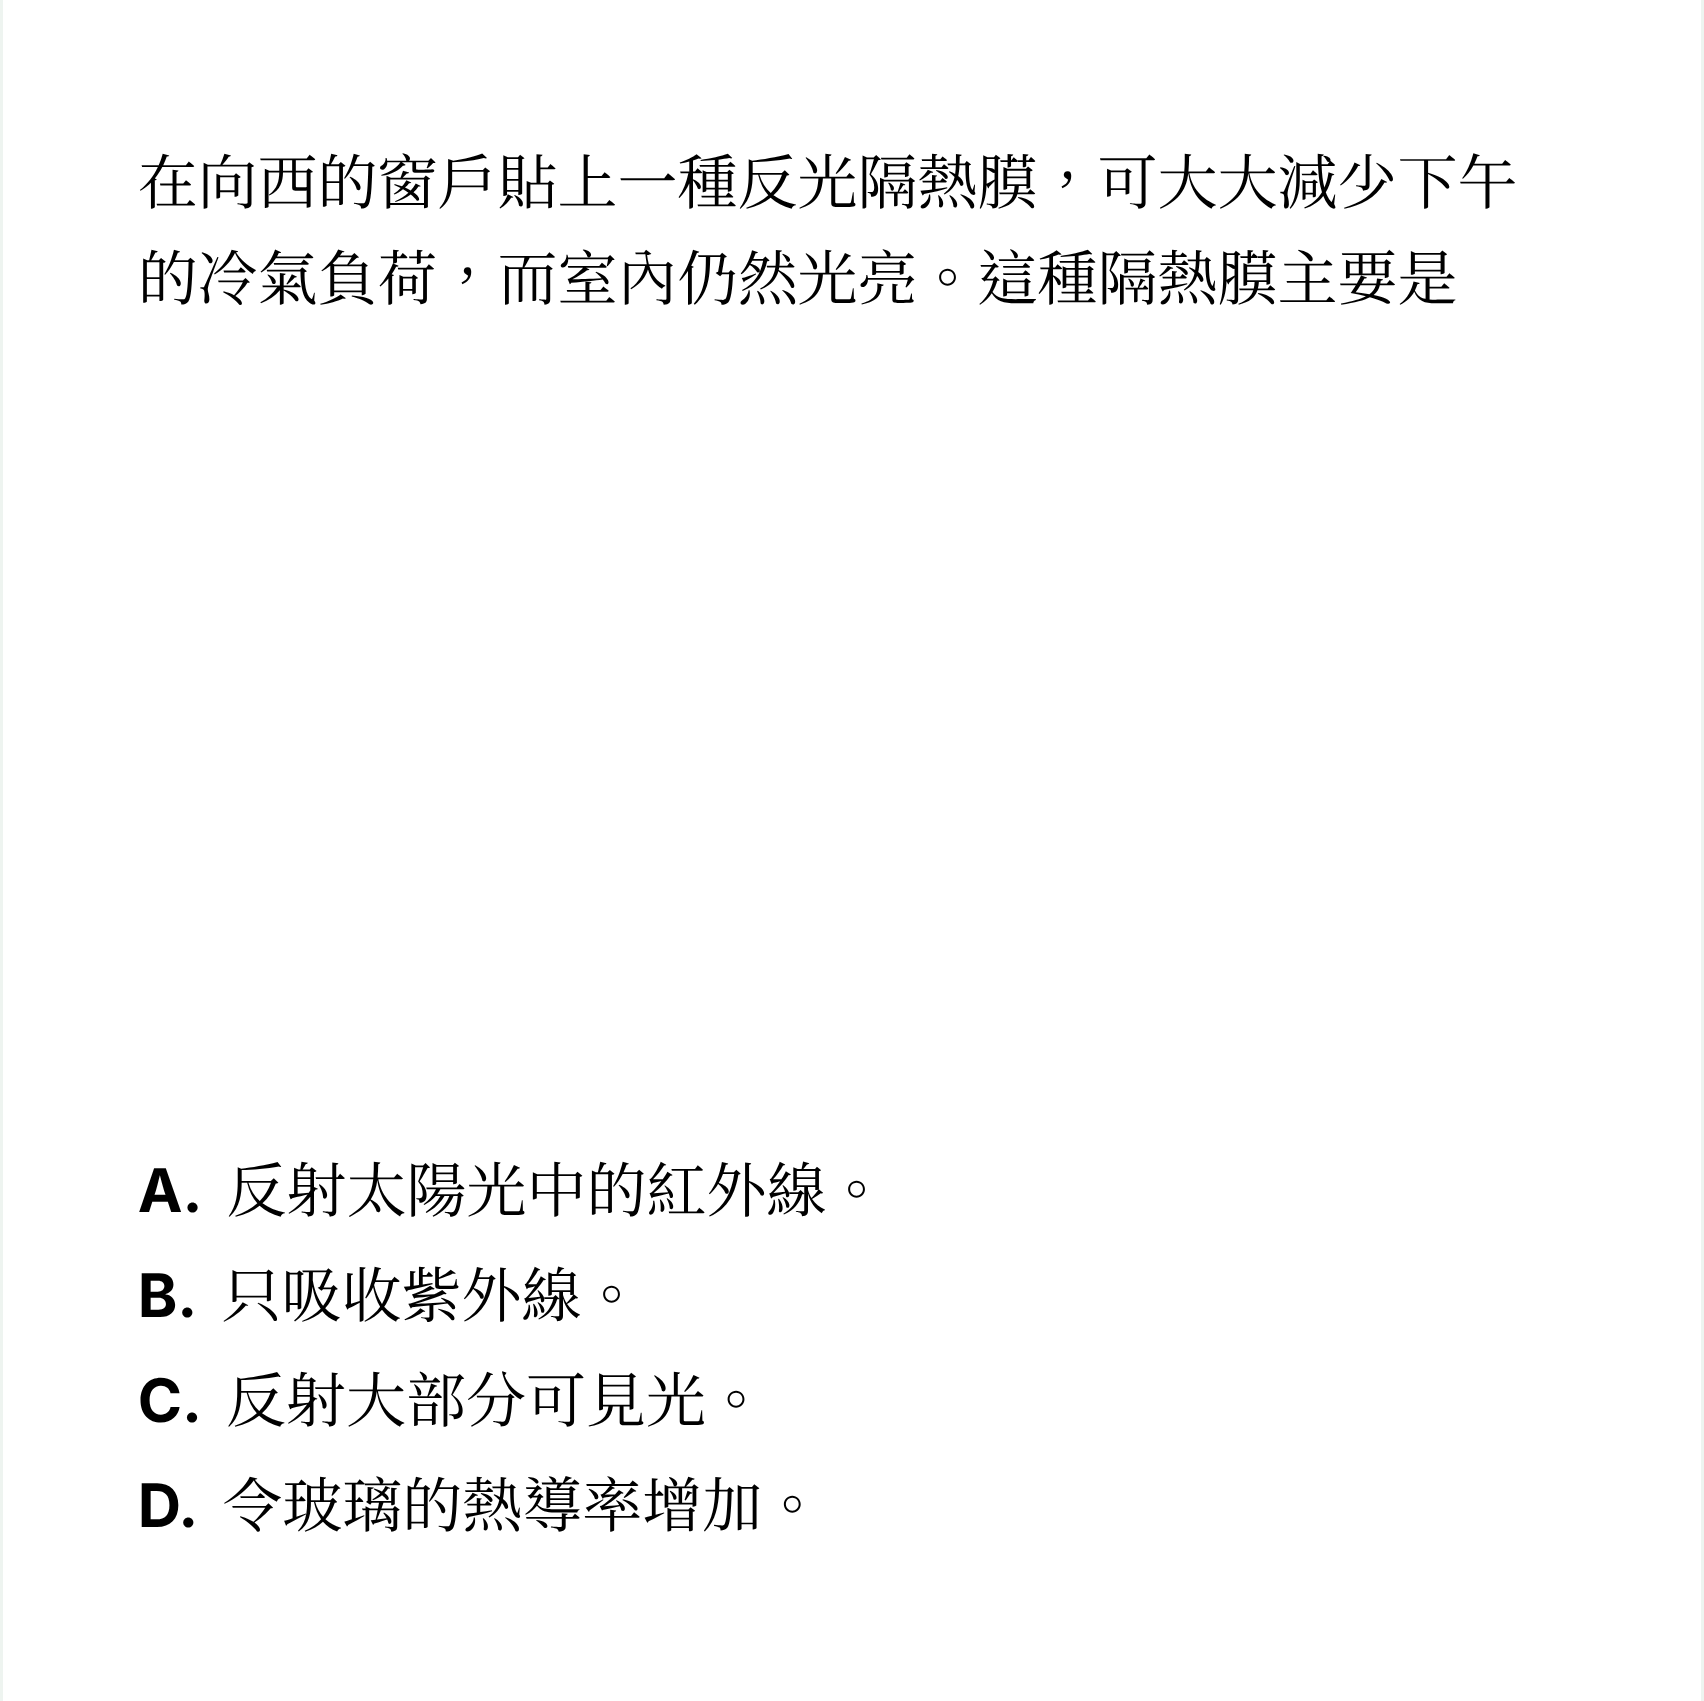 在向西的窗戶貼上一種反光隔熱膜，可大大減少下午
的冷氣負荷，而室內仍然光亮。這種隔熱膜主要是
A. 反射太陽光中的紅外線。
B. 只吸收紫外線。
C. 反射大部分可見光。
D. 令玻璃的熱導率增加。